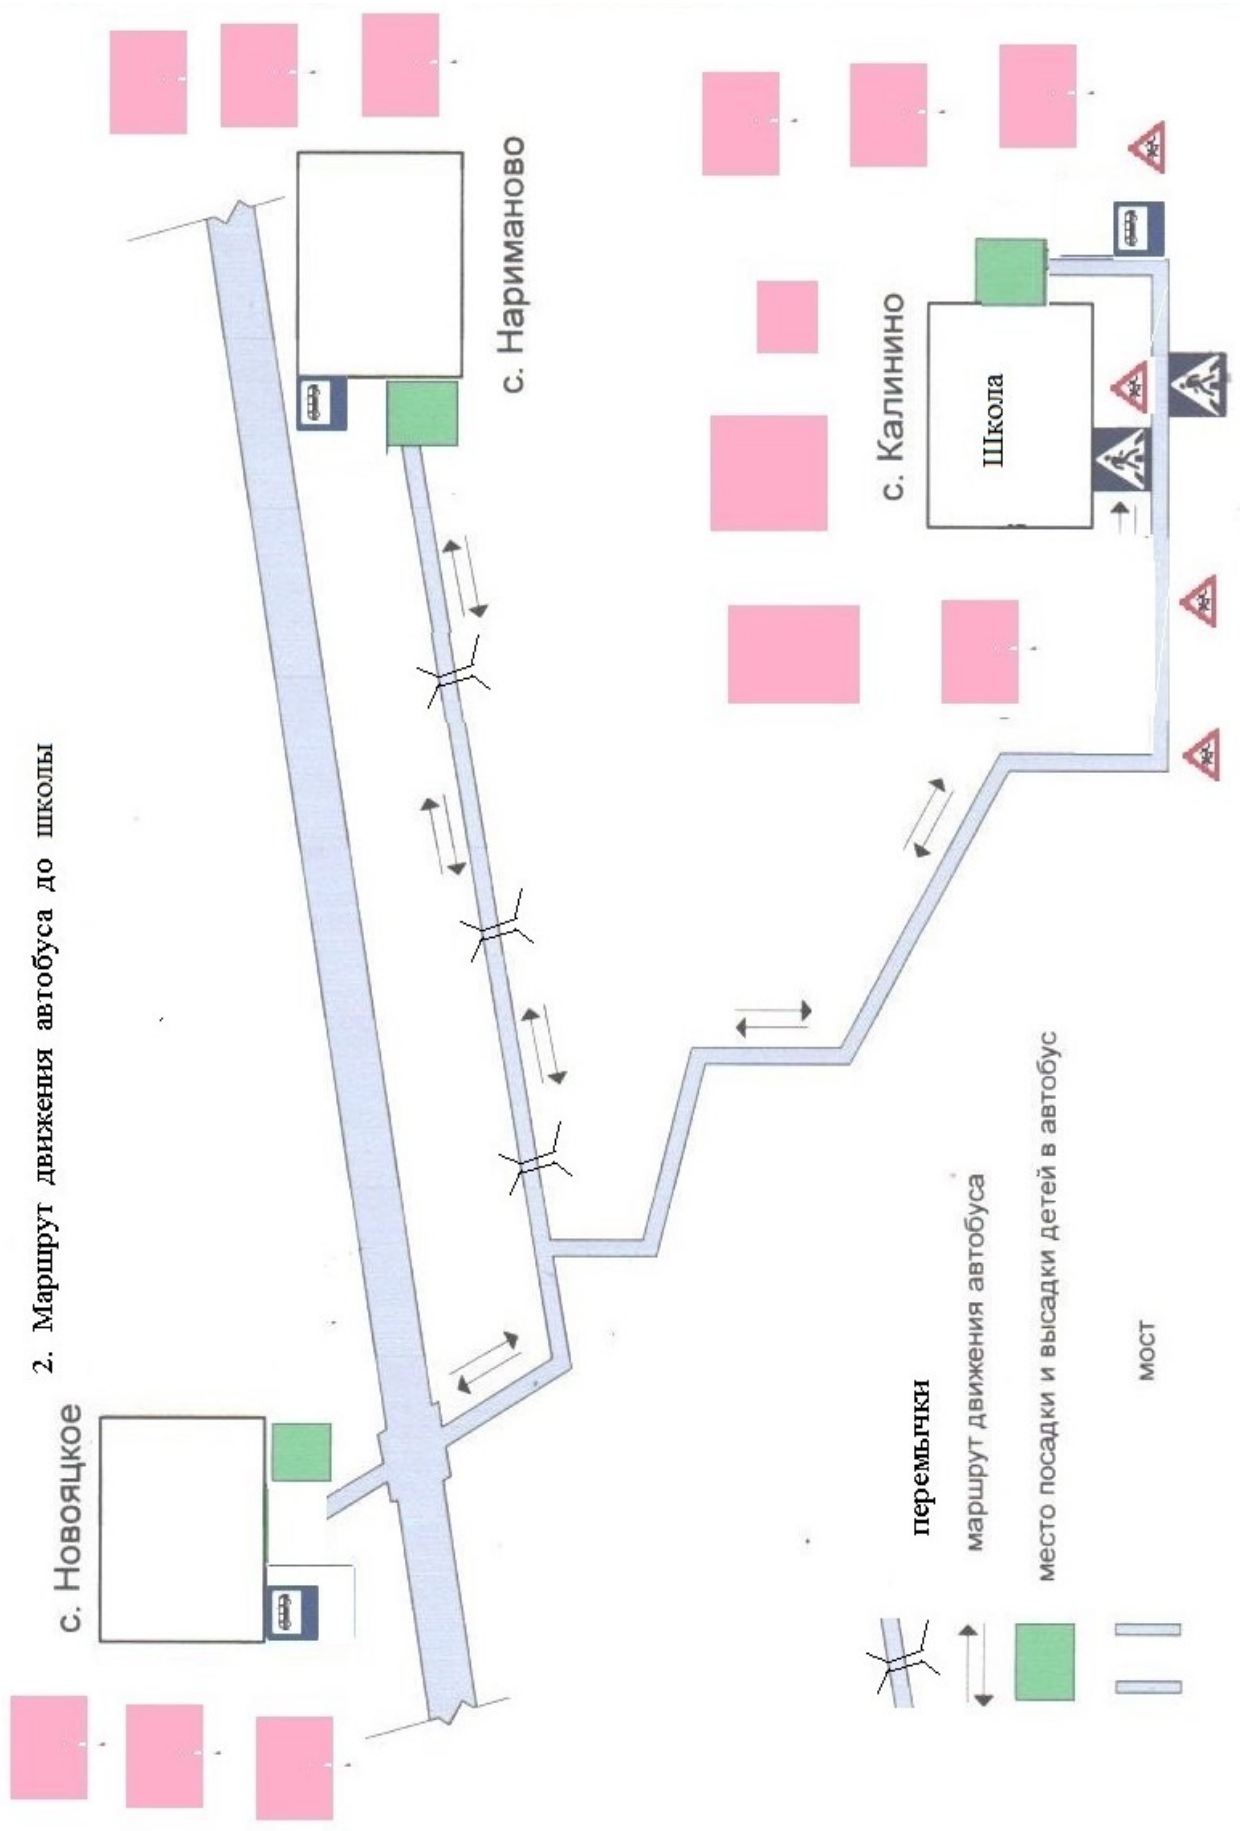 2. Маршрут движения автобуса до школы
с. Новояцкое
с. Нариманово
с. Калинино
Школа
перемычки
маршрут движения автобуса
место посадки и высадки детей в автобус
мост